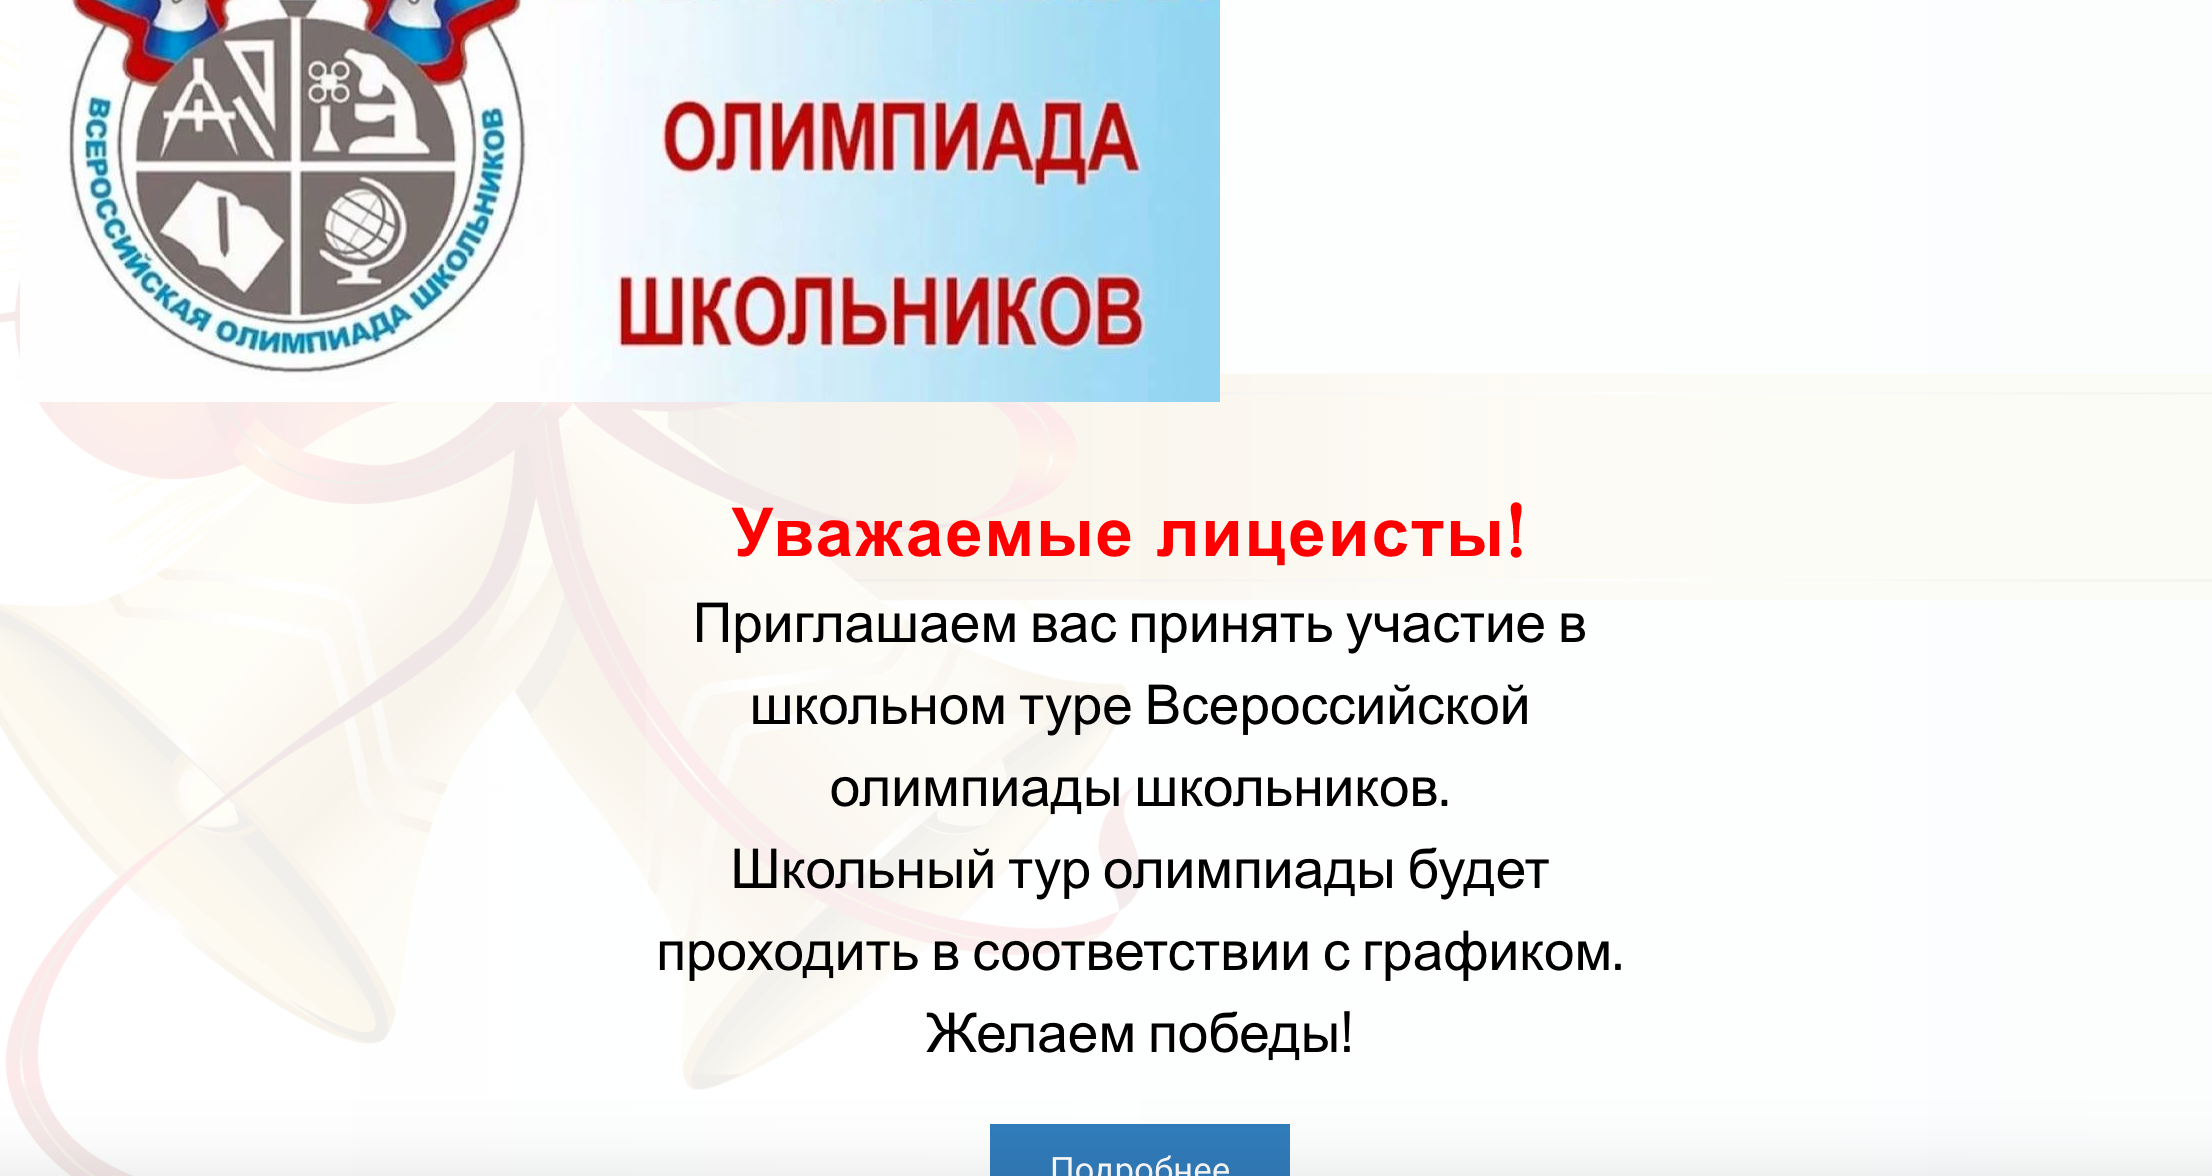 ВСЕРОССИЙСКАЯ ОЛИМПИАДА ШКОЛЬНИКОВ
ОЛИМПИАДА
ШКОЛЬНИКОВ
Уважаемые лицеисты!
Приглашаем вас принять участие в
школьном туре Всероссийской
олимпиады школьников.
Школьный тур олимпиады будет
проходить в соответствии с графиком.
Желаем победы!
Подробнее